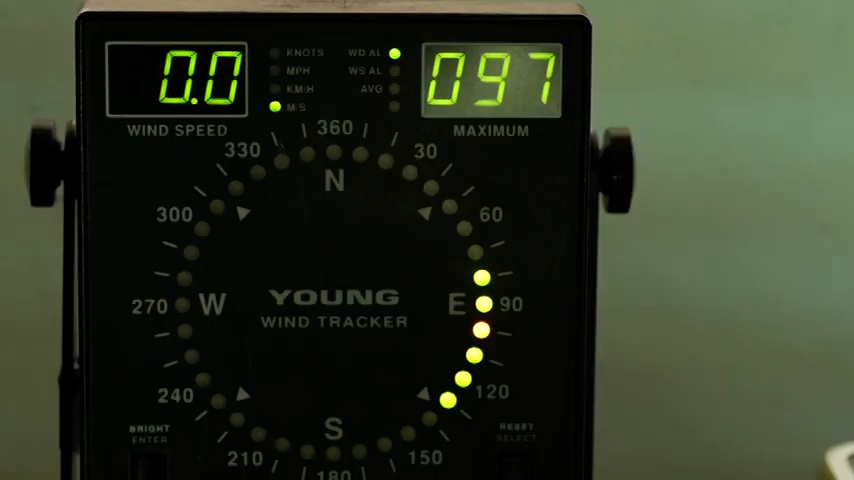 0.0
KNOTS
MPH
KM/H
M/S
WD AL
WS AL
AVG
097
WIND SPEED
MAXIMUM
360
330
30
N
300
60
270
W
YOUNG
WIND TRACKER
E
90
240
120
S
BRIGHT
ENTER
RESET
SELECT
210
150
180